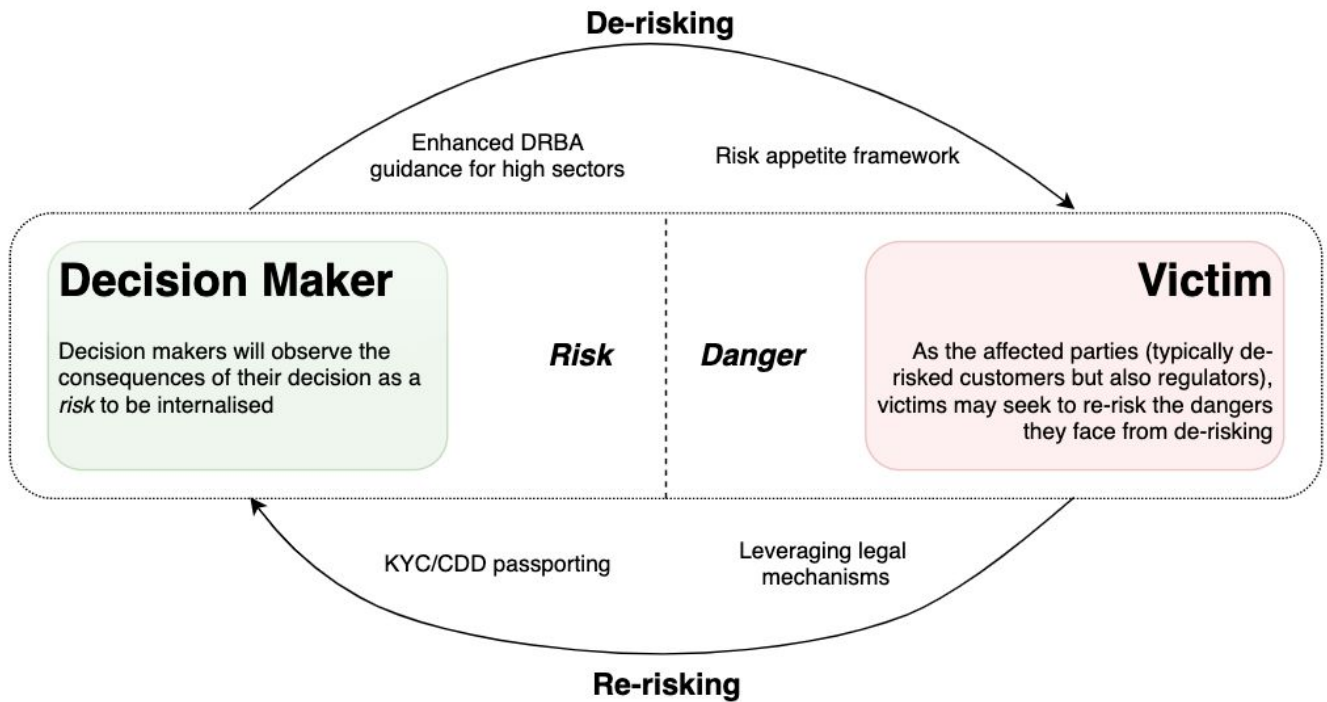 De-risking
Enhanced DRBA
guidance for high sectors
Risk appetite framework
Decision Maker
Decision makers will observe the
consequences of their decision as a
risk to be internalised
Risk
Danger
Victim
As the affected parties (typically de-
risked customers but also regulators),
victims may seek to re-risk the dangers
they face from de-risking
KYC/CDD passporting
Leveraging legal
mechanisms
Re-risking